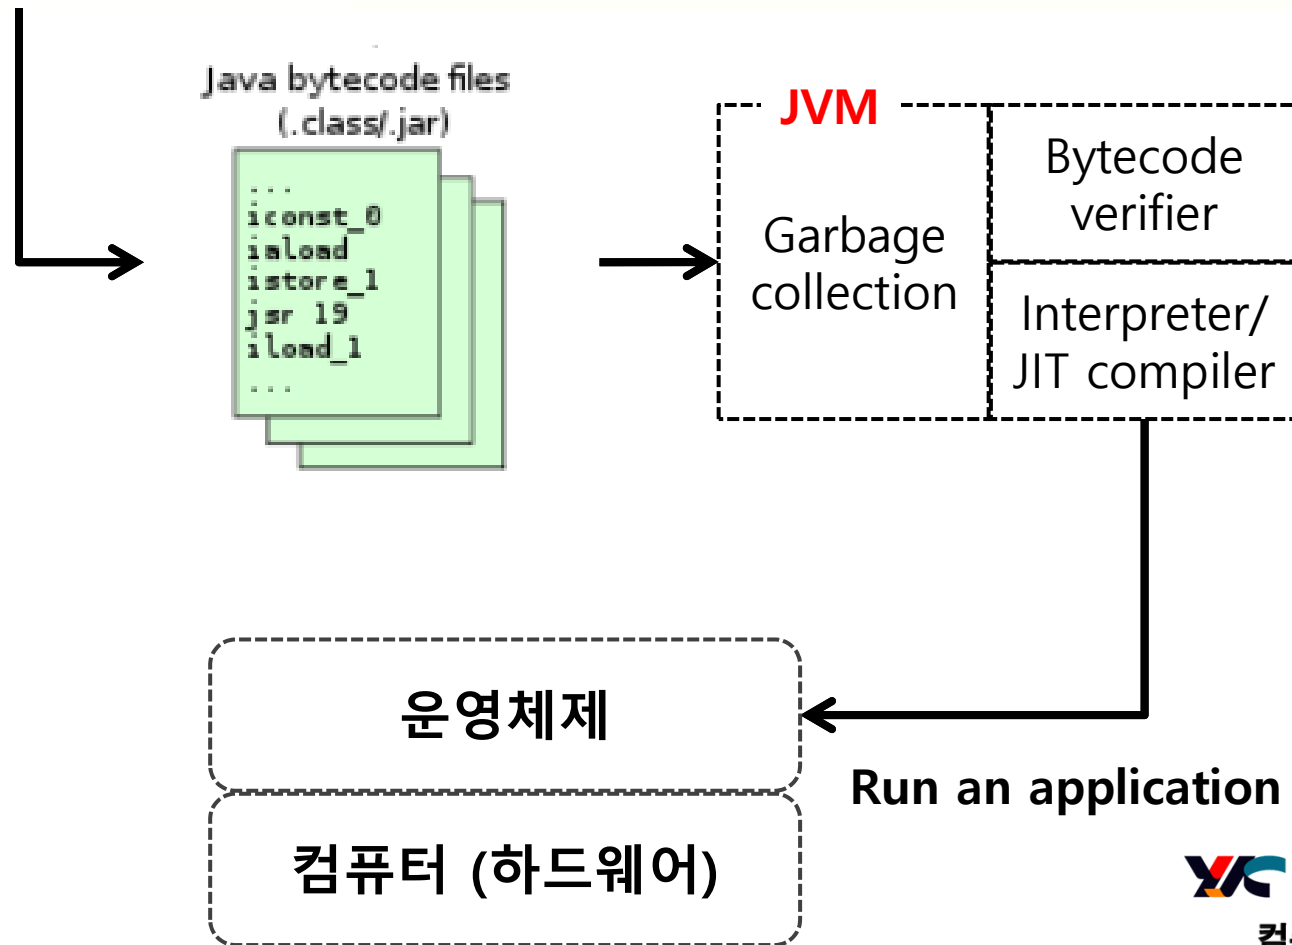 Java bytecode files
(.class/.jar)
...
iconst_0
iaload
istore_1
jsr 19
iload_1
...
JVM
Garbage
collection
Bytecode
verifier
Interpreter/
JIT compiler
운영체제
Run an application
컴퓨터 (하드웨어)